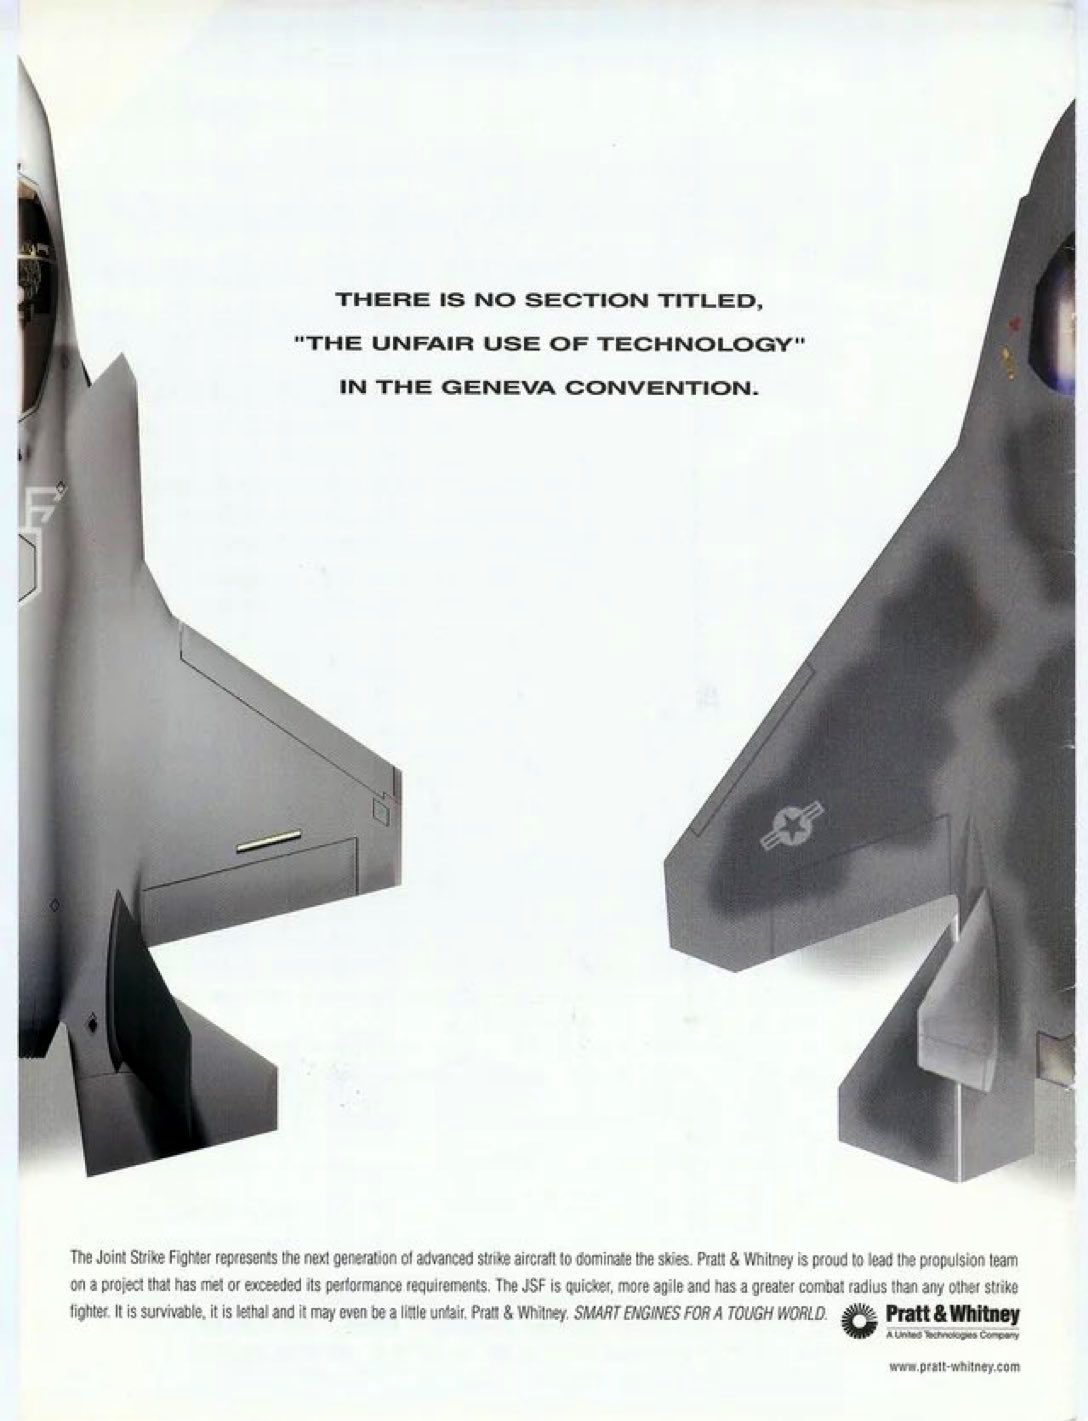 THERE IS NO SECTION TITLED,
"THE UNFAIR USE OF TECHNOLOGY"
IN THE GENEVA CONVENTION.
F
The Joint Strike Fighter represents the next generation of advanced strike aircraft to dominate the skies. Pratt & Whitney is proud to lead the propulsion team
on a project that has met or exceeded its performance requirements. The JSF is quicker, more agile and has a greater combat radius than any other strike
fighter. It is survivable, it is lethal and it may even be a little unfair. Pratt & Whitney. SMART ENGINES FOR A TOUGH WORLD.
Pratt & Whitney
A United Technologies Company
www.pratt-whitney.com